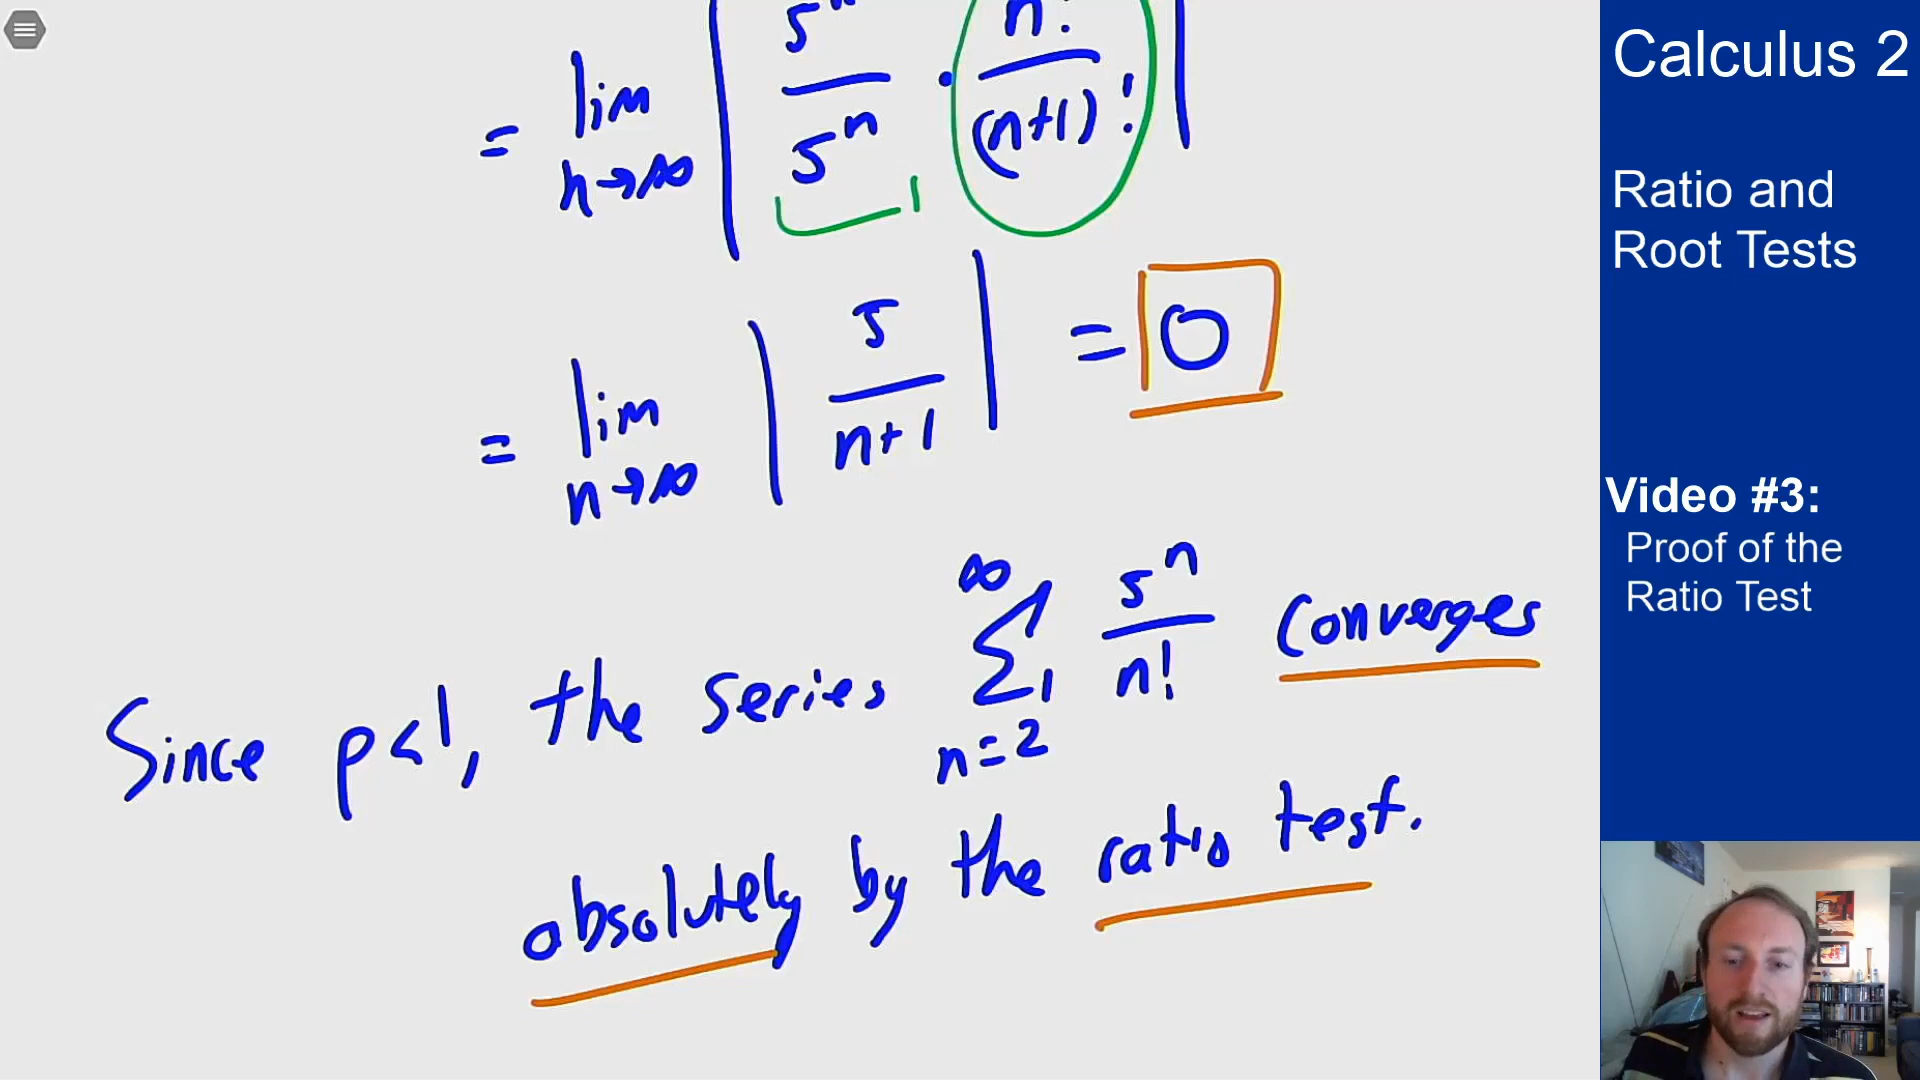 = lim n→∞ | 5ⁿ/5ⁿ · n!/(n+1)! |
= lim n→∞ | 5/(n+1) | = 0
Since ρ<1, the series ∞ Σ n=2 5ⁿ/n! converges
absolutely by the ratio test.
Calculus 2
Ratio and
Root Tests
Video #3:
Proof of the
Ratio Test